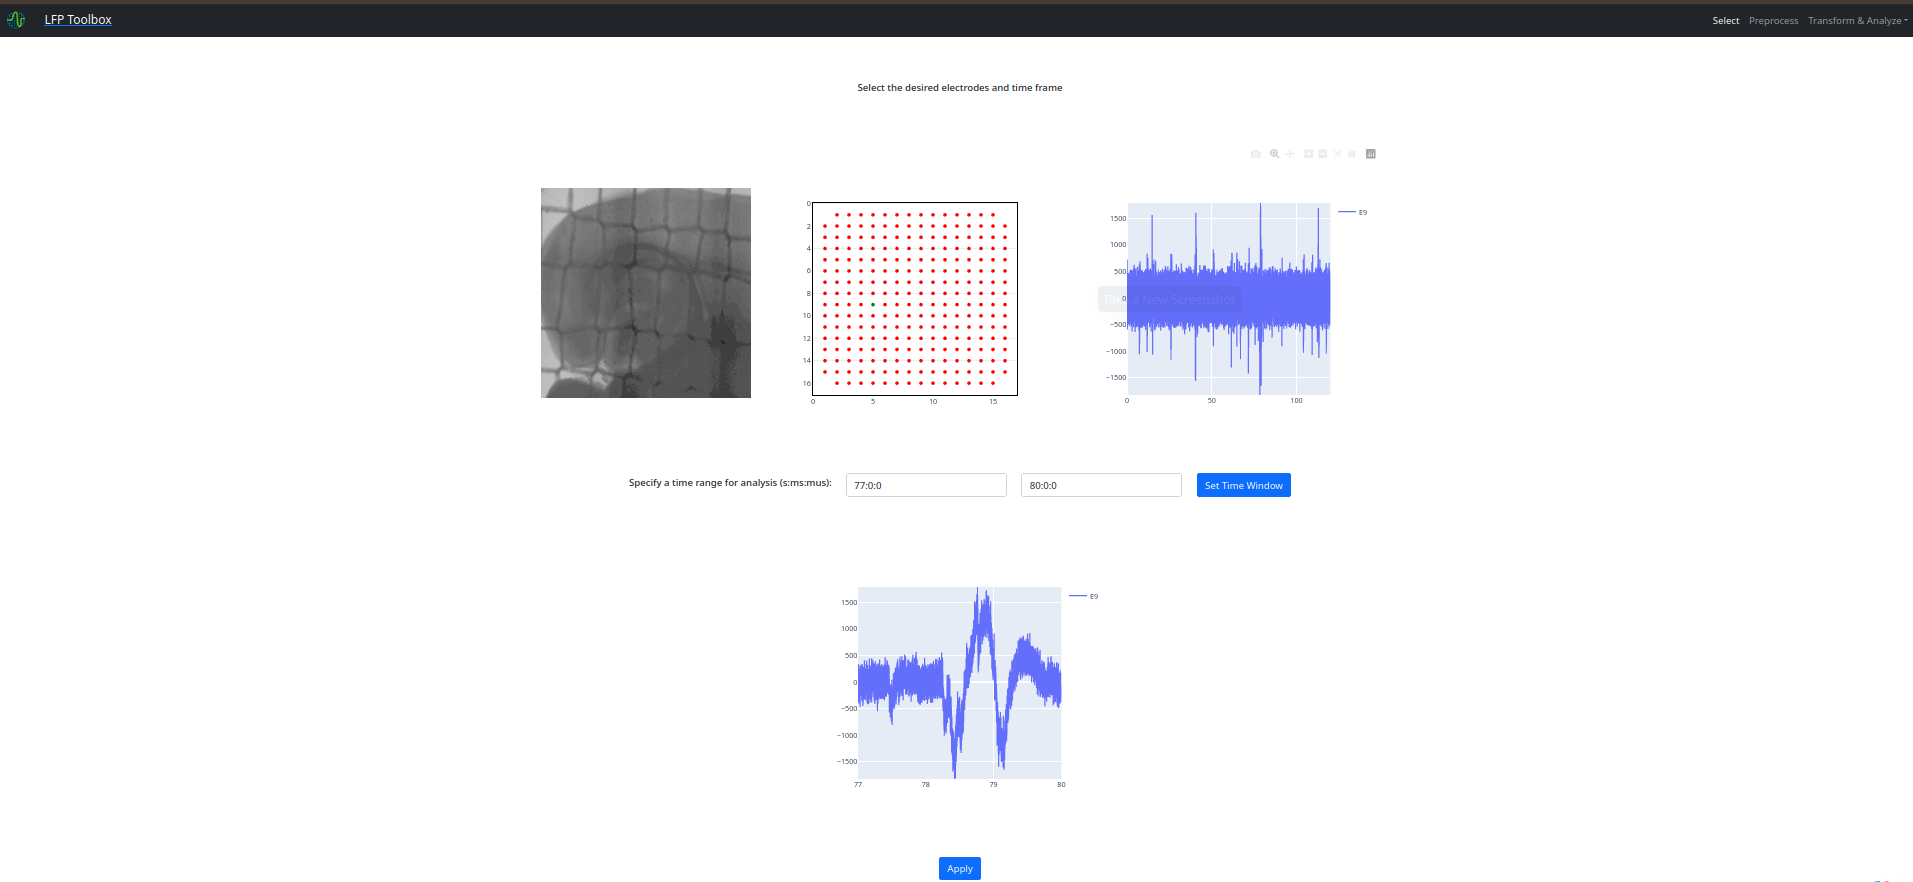 LFP Toolbox
Select Preprocess Transform & Analyze
Select the desired electrodes and time frame
0
2
4
6
8
10
12
14
16
0 5 10 15
1500
1000
500
0
−500
−1000
−1500
0 50 100
E9
Take a New Screenshot
Specify a time range for analysis (s:ms:mus):
77:0:0
80:0:0
Set Time Window
1500
1000
500
0
−500
−1000
−1500
77 78 79 80
E9
Apply